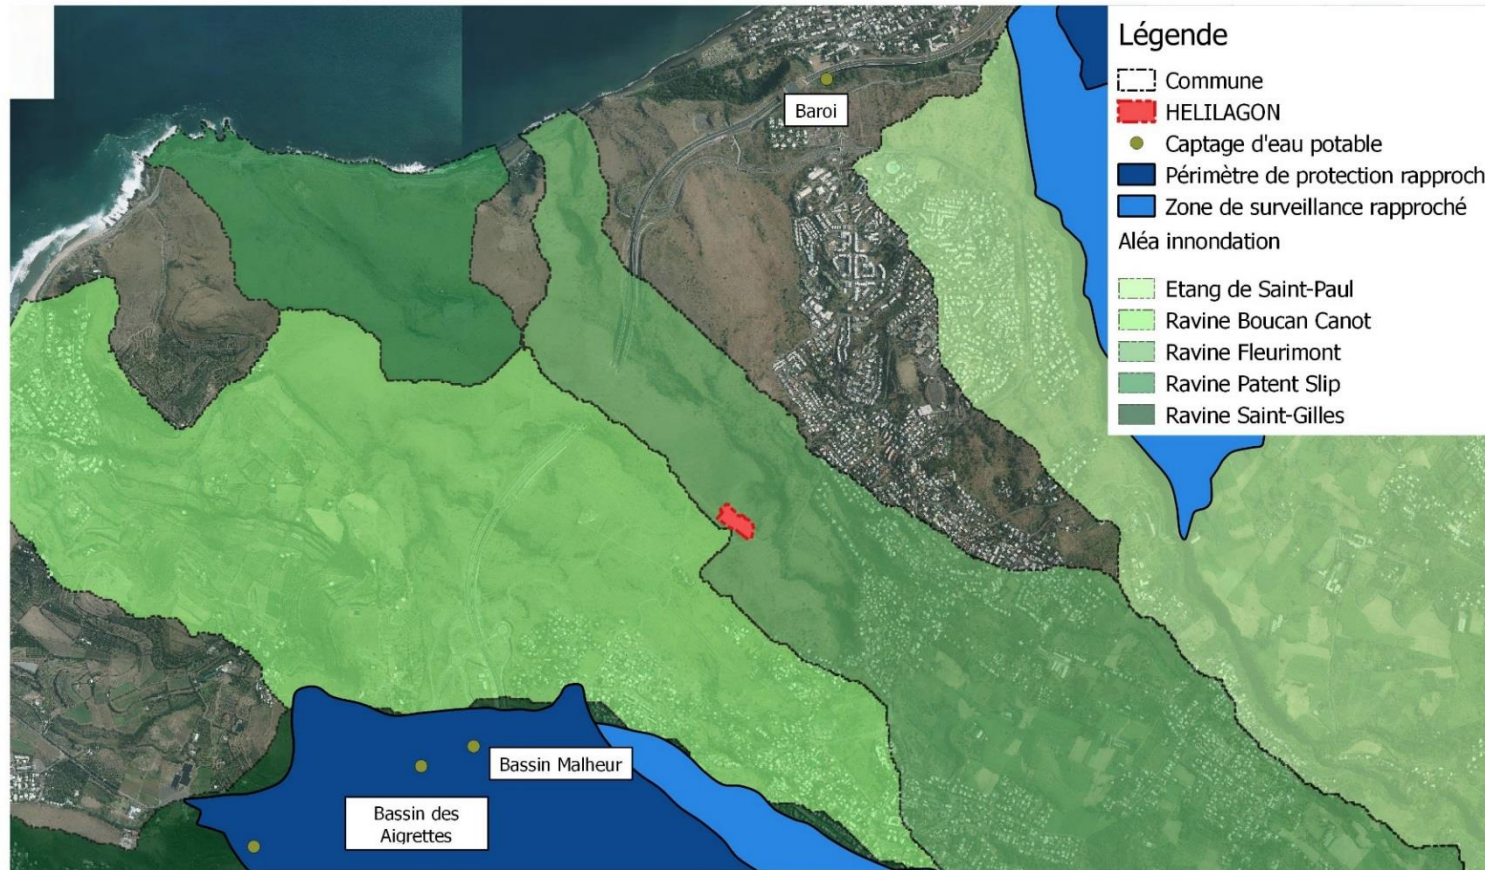 Légende
Commune
HELILAGON
Captage d'eau potable
Périmètre de protection rapproch
Zone de surveillance rapproché
Aléa innondation
Etang de Saint-Paul
Ravine Boucan Canot
Ravine Fleurimont
Ravine Patent Slip
Ravine Saint-Gilles
Baroi
Bassin Malheur
Bassin des
Aigrettes